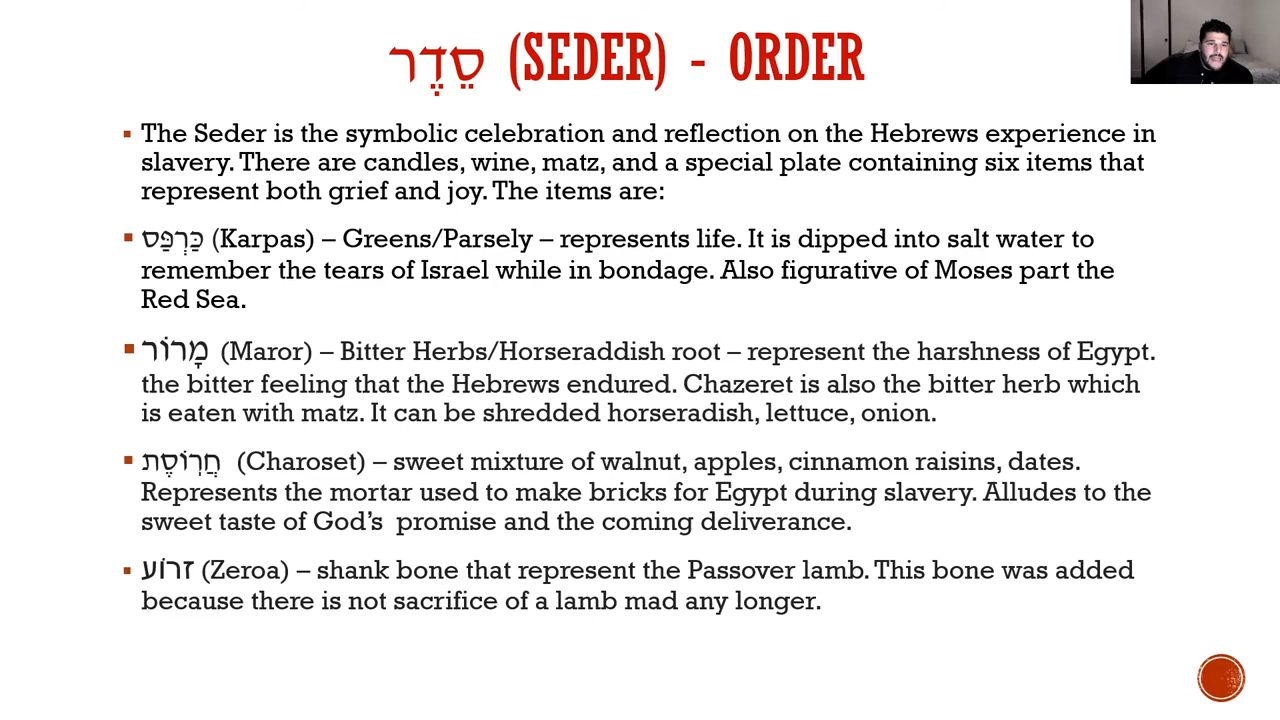 סֵדֶר (SEDER) - ORDER
▪ The Seder is the symbolic celebration and reflection on the Hebrews experience in
slavery. There are candles, wine, matz, and a special plate containing six items that
represent both grief and joy. The items are:
▪ כַּרְפַּס (Karpas) – Greens/Parsely – represents life. It is dipped into salt water to
remember the tears of Israel while in bondage. Also figurative of Moses part the
Red Sea.
▪ מָרוֹר (Maror) – Bitter Herbs/Horseraddish root – represent the harshness of Egypt.
the bitter feeling that the Hebrews endured. Chazeret is also the bitter herb which
is eaten with matz. It can be shredded horseradish, lettuce, onion.
▪ חֲרְוֹסֶת (Charoset) – sweet mixture of walnut, apples, cinnamon raisins, dates.
Represents the mortar used to make bricks for Egypt during slavery. Alludes to the
sweet taste of God’s  promise and the coming deliverance.
▪ זרוֹע (Zeroa) – shank bone that represent the Passover lamb. This bone was added
because there is not sacrifice of a lamb mad any longer.